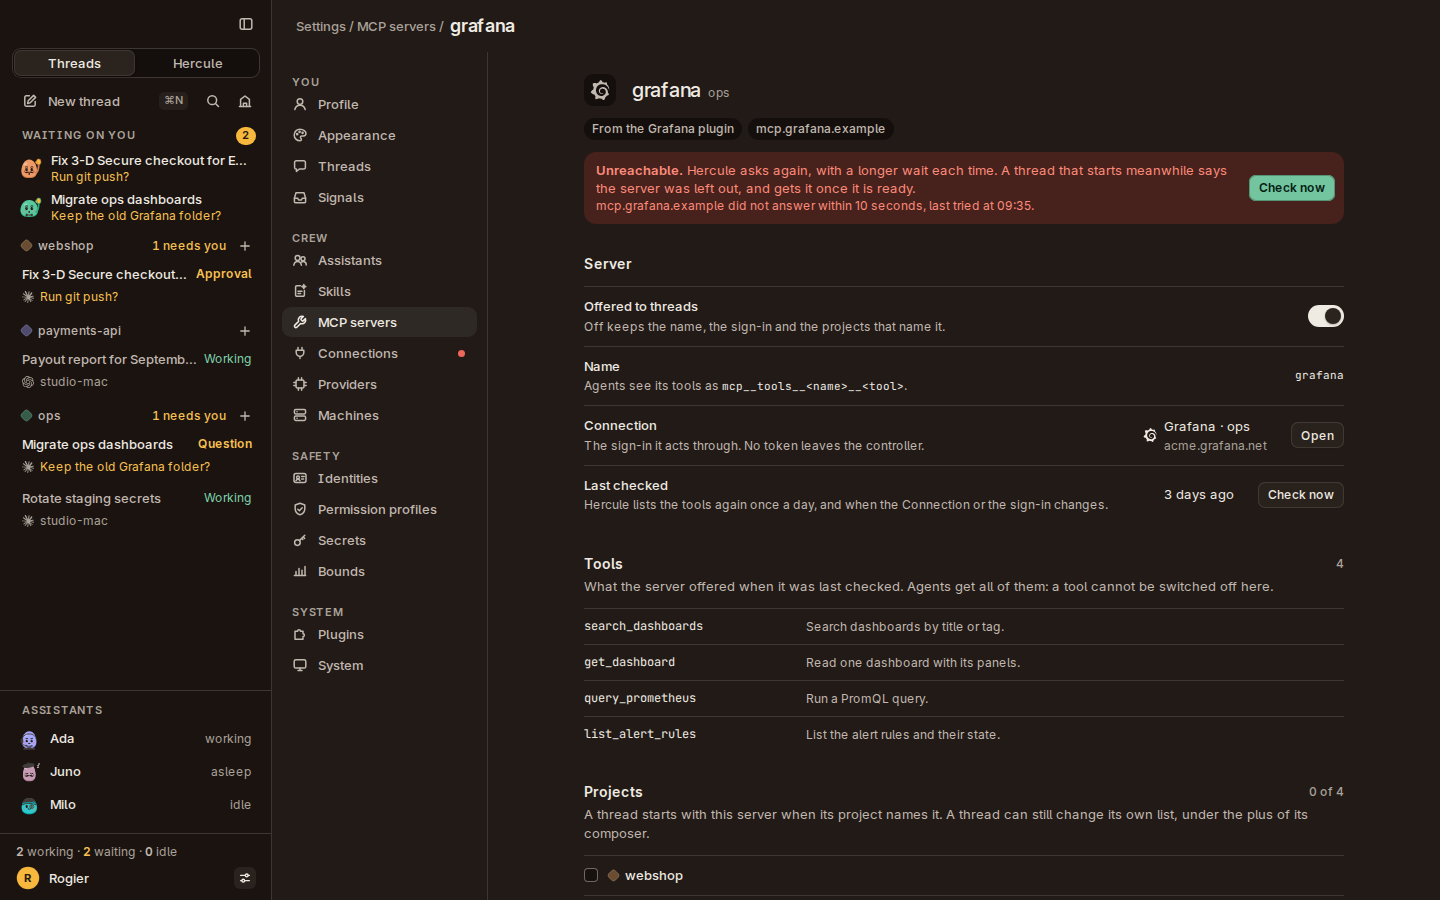 Settings / MCP servers / grafana
Threads
Hercule
New thread
⌘N
WAITING ON YOU
2
Fix 3-D Secure checkout for E...
Run git push?
Migrate ops dashboards
Keep the old Grafana folder?
webshop
1 needs you
Fix 3-D Secure checkout...
Approval
Run git push?
payments-api
Payout report for Septemb...
Working
studio-mac
ops
1 needs you
Migrate ops dashboards
Question
Keep the old Grafana folder?
Rotate staging secrets
Working
studio-mac
ASSISTANTS
Ada
working
Juno
asleep
Milo
idle
2 working · 2 waiting · 0 idle
R
Rogier
YOU
Profile
Appearance
Threads
Signals
CREW
Assistants
Skills
MCP servers
Connections
Providers
Machines
SAFETY
Identities
Permission profiles
Secrets
Bounds
SYSTEM
Plugins
System
grafana ops
From the Grafana plugin
mcp.grafana.example
Unreachable. Hercule asks again, with a longer wait each time. A thread that starts meanwhile says
the server was left out, and gets it once it is ready.
mcp.grafana.example did not answer within 10 seconds, last tried at 09:35.
Check now
Server
Offered to threads
Off keeps the name, the sign-in and the projects that name it.
Name
Agents see its tools as mcp__tools__<name>__<tool>.
grafana
Connection
The sign-in it acts through. No token leaves the controller.
Grafana · ops
acme.grafana.net
Open
Last checked
Hercule lists the tools again once a day, and when the Connection or the sign-in changes.
3 days ago
Check now
Tools
4
What the server offered when it was last checked. Agents get all of them: a tool cannot be switched off here.
search_dashboards
Search dashboards by title or tag.
get_dashboard
Read one dashboard with its panels.
query_prometheus
Run a PromQL query.
list_alert_rules
List the alert rules and their state.
Projects
0 of 4
A thread starts with this server when its project names it. A thread can still change its own list, under the plus of its
composer.
webshop